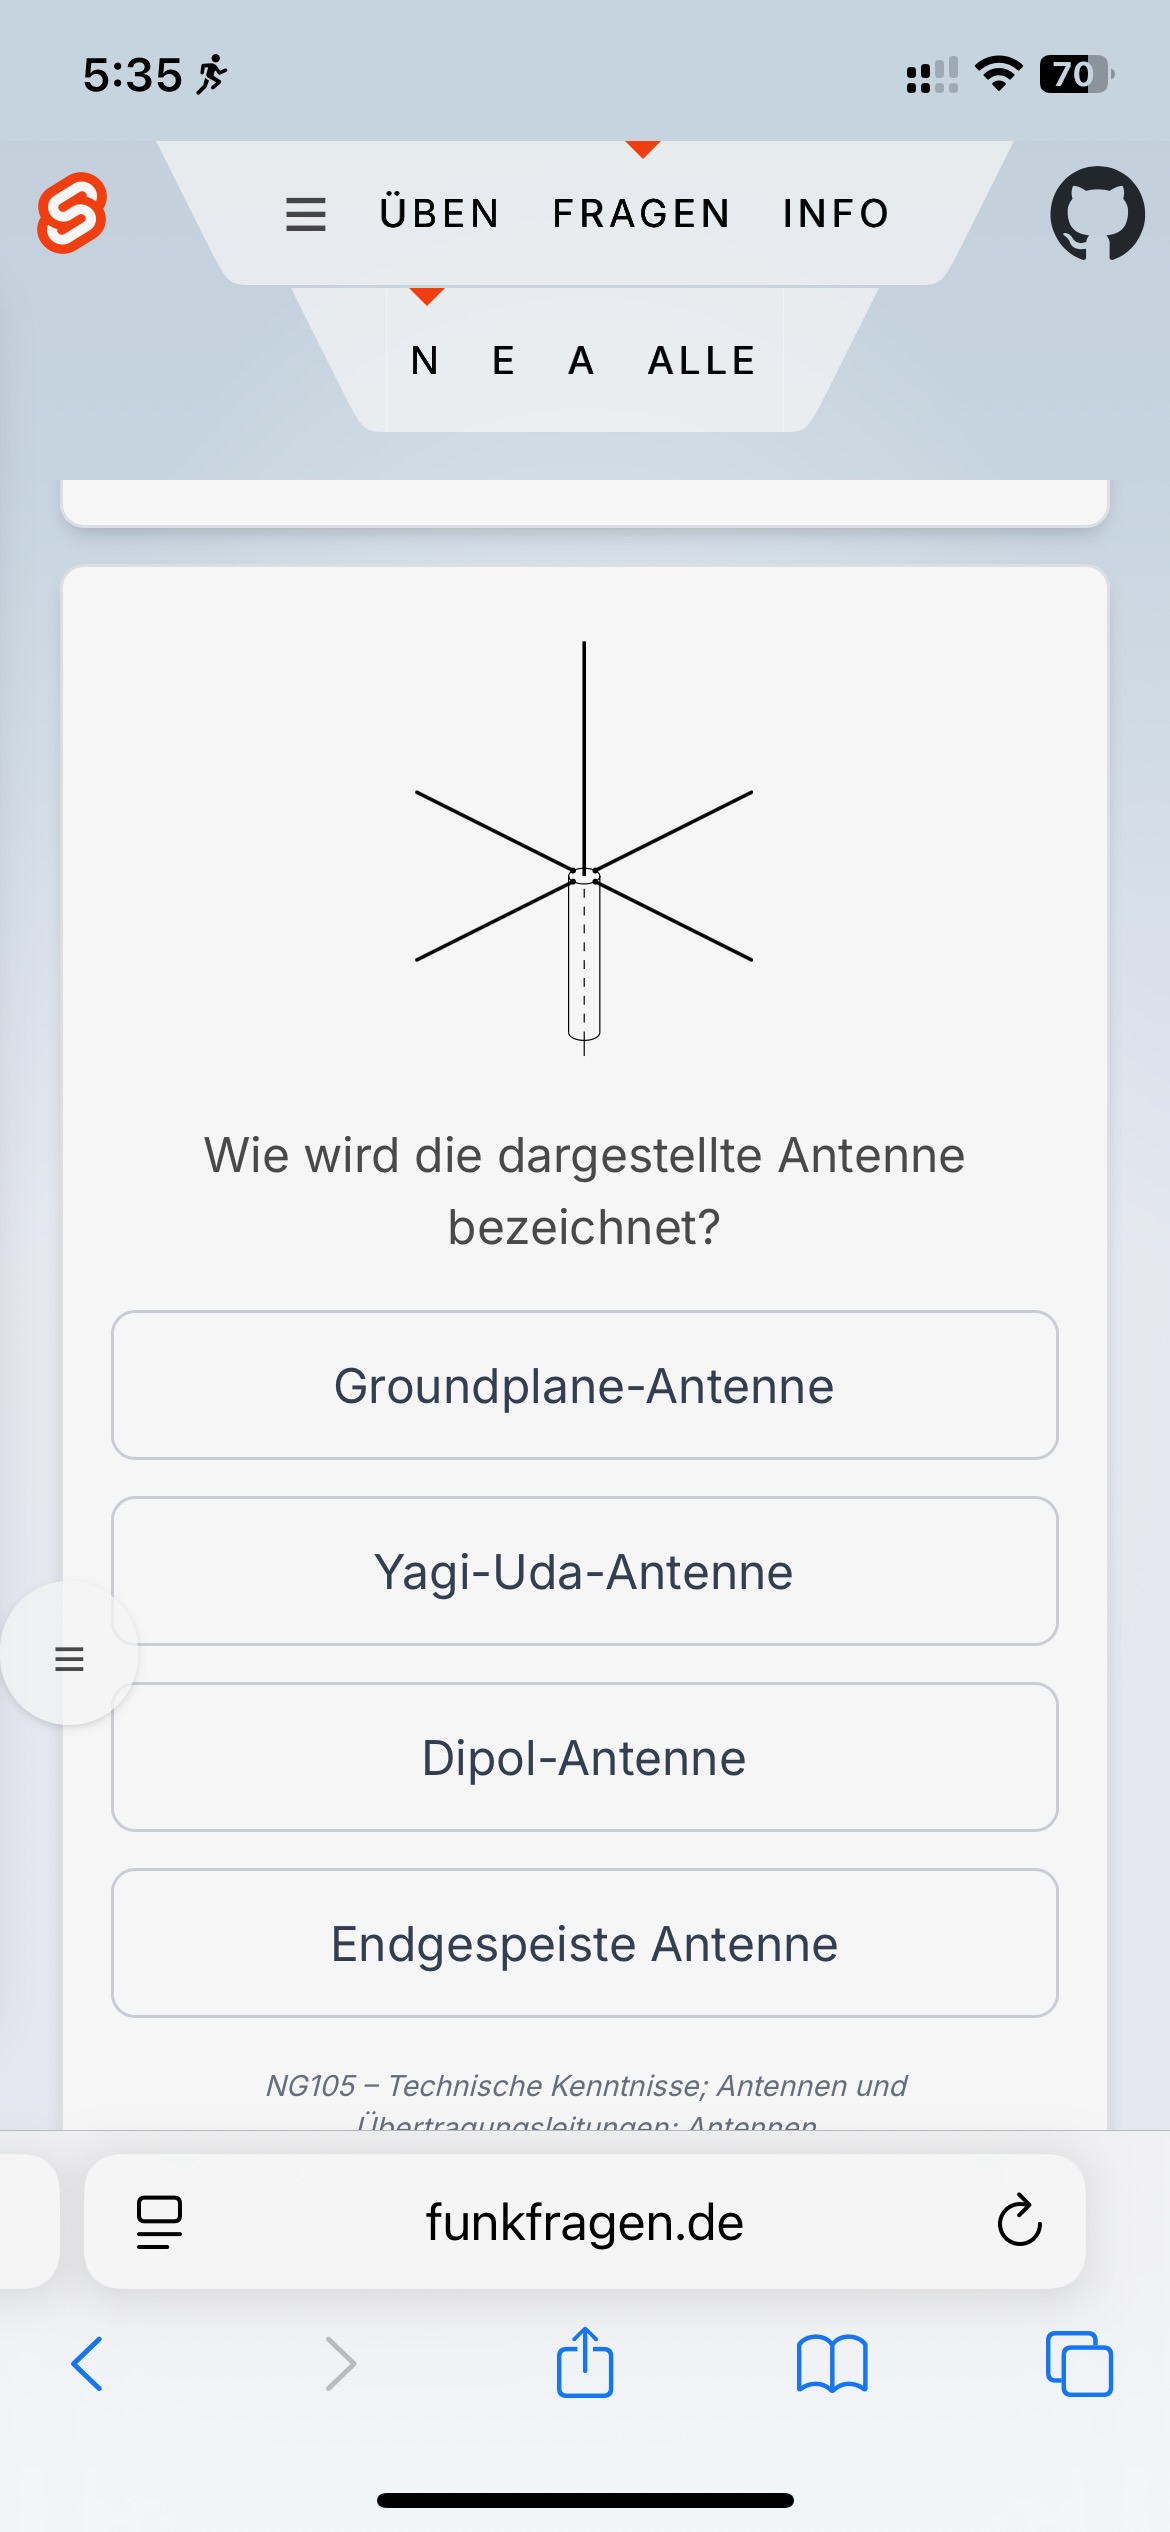 5:35
70
ÜBEN FRAGEN INFO
N E A ALLE
Wie wird die dargestellte Antenne
bezeichnet?
Groundplane-Antenne
Yagi-Uda-Antenne
Dipol-Antenne
Endgespeiste Antenne
NG105 – Technische Kenntnisse; Antennen und
Übertragungsleitungen; Antennen
funkfragen.de